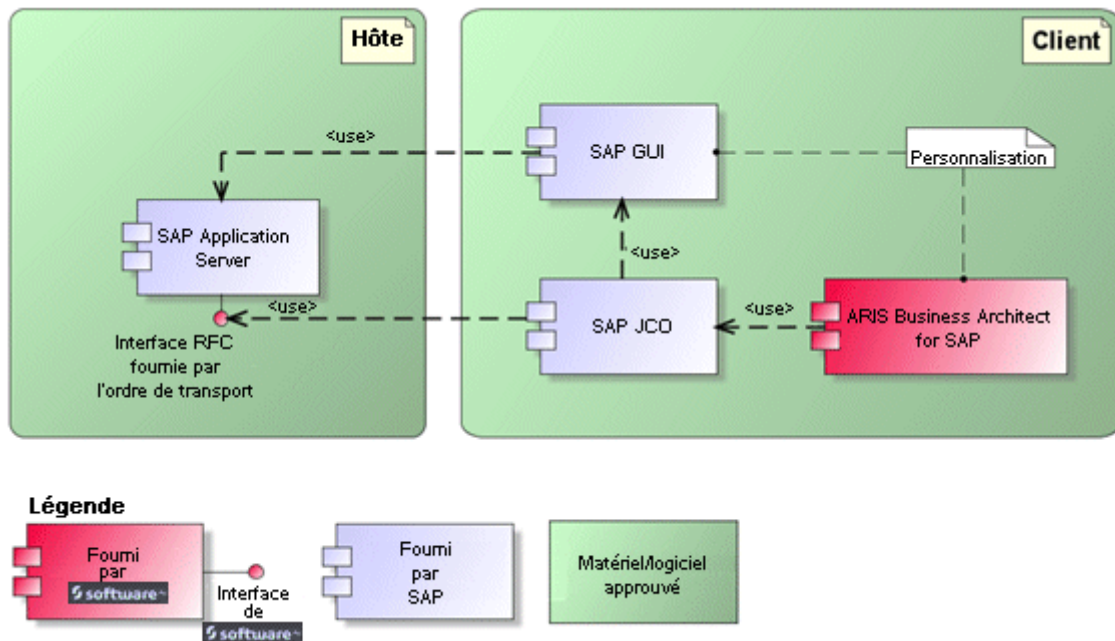 Hôte
Client
<use>
SAP GUI
Personnalisation
SAP Application
Server
<use>
<use>
SAP JCO
<use>
ARIS Business Architect
for SAP
Interface RFC
fournie par
l'ordre de transport
Légende
Fourni
par
software
Interface
de
software
Fourni
par
SAP
Matériel/logiciel
approuvé